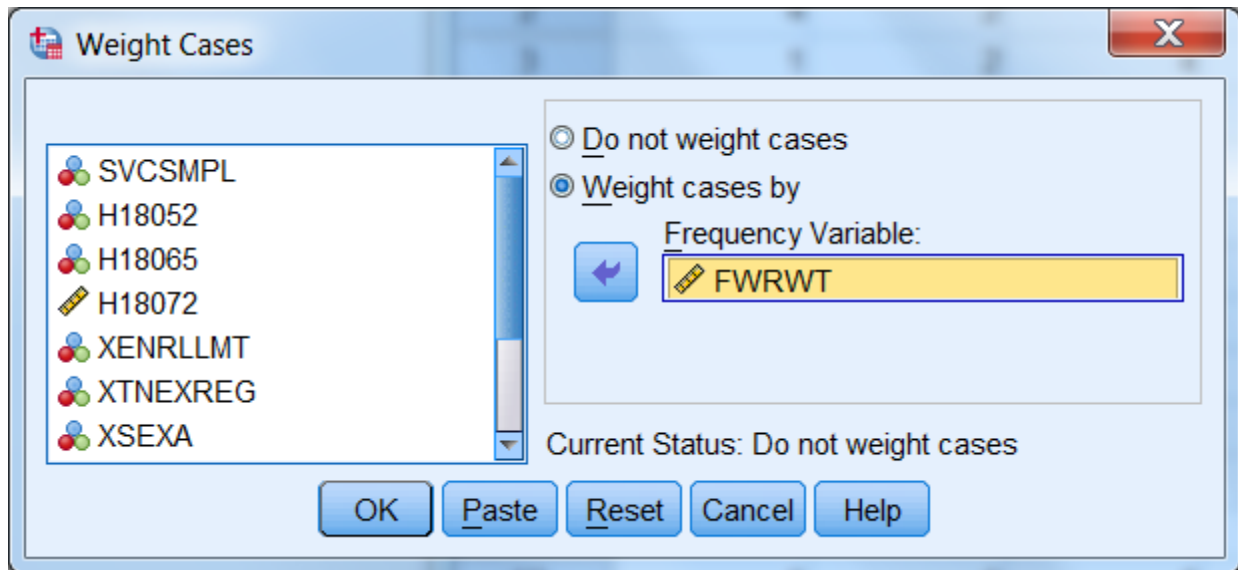 Weight Cases
SVCSMPL
H18052
H18065
H18072
XENRLLMT
XTNEXREG
XSEXA
Do not weight cases
Weight cases by
Frequency Variable:
FWRWT
Current Status: Do not weight cases
OK Paste Reset Cancel Help